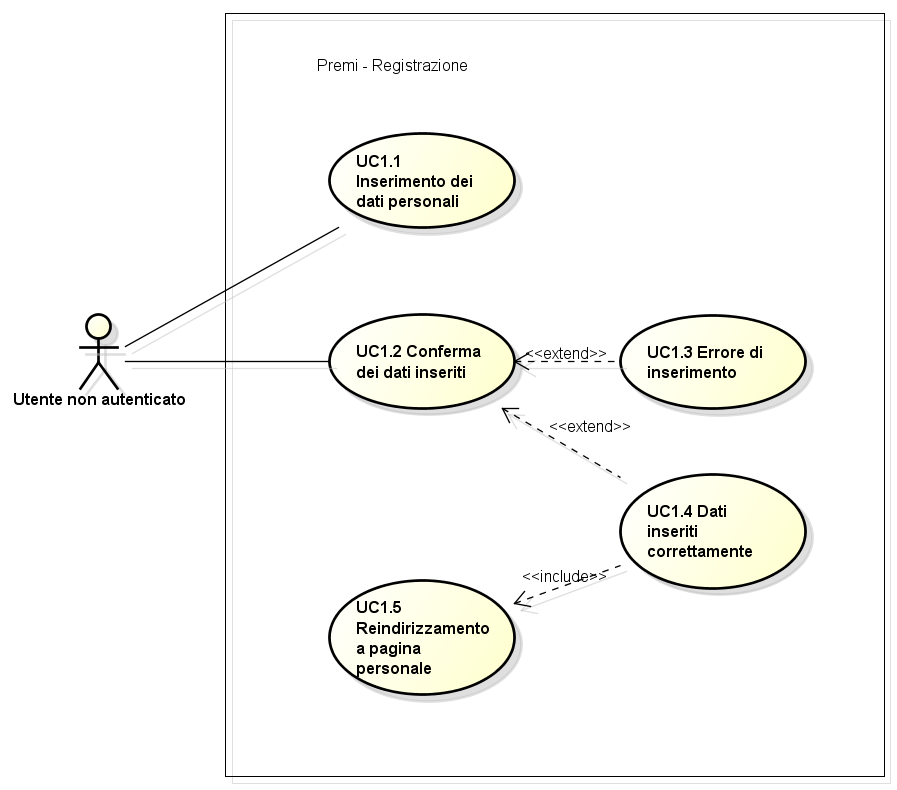 Premi - Registrazione
UC1.1
Inserimento dei
dati personali
Utente non autenticato
UC1.2 Conferma
dei dati inseriti
<<extend>>
UC1.3 Errore di
inserimento
<<extend>>
UC1.4 Dati
inseriti
correttamente
<<include>>
UC1.5
Reindirizzamento
a pagina
personale